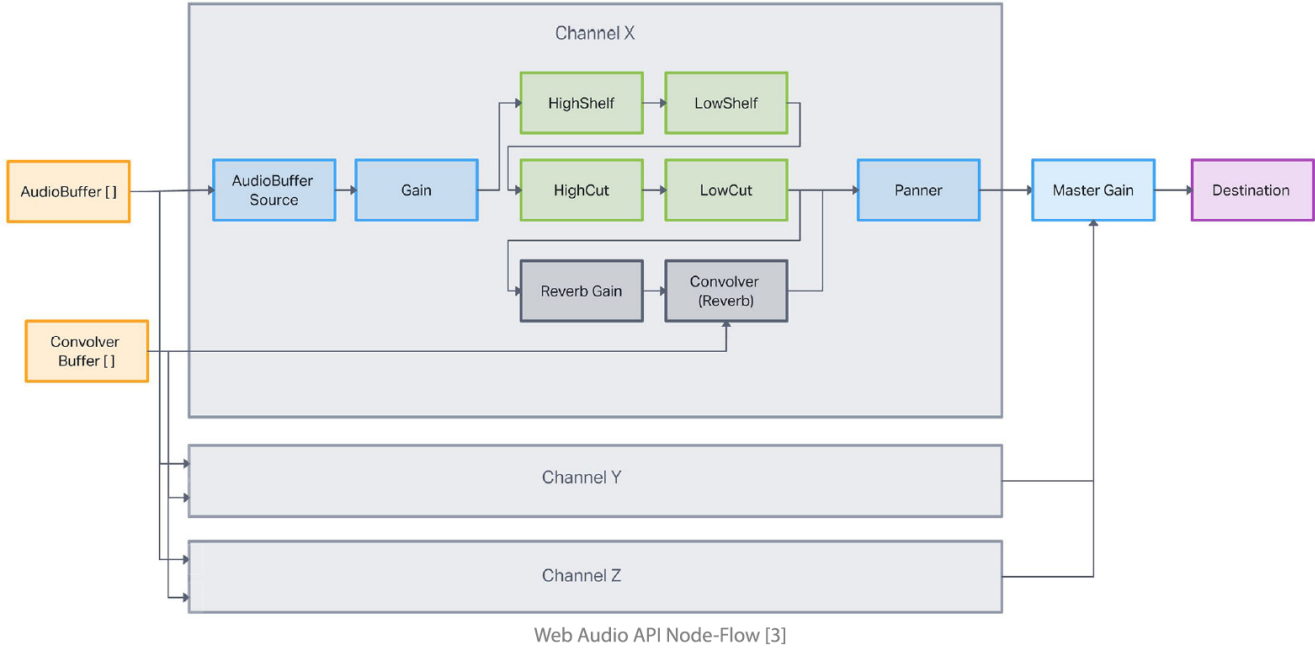 Channel X
HighShelf
LowShelf
AudioBuffer [ ]
AudioBuffer
Source
Gain
HighCut
LowCut
Panner
Master Gain
Destination
Reverb Gain
Convolver
(Reverb)
Convolver
Buffer [ ]
Channel Y
Channel Z
Web Audio API Node-Flow [3]